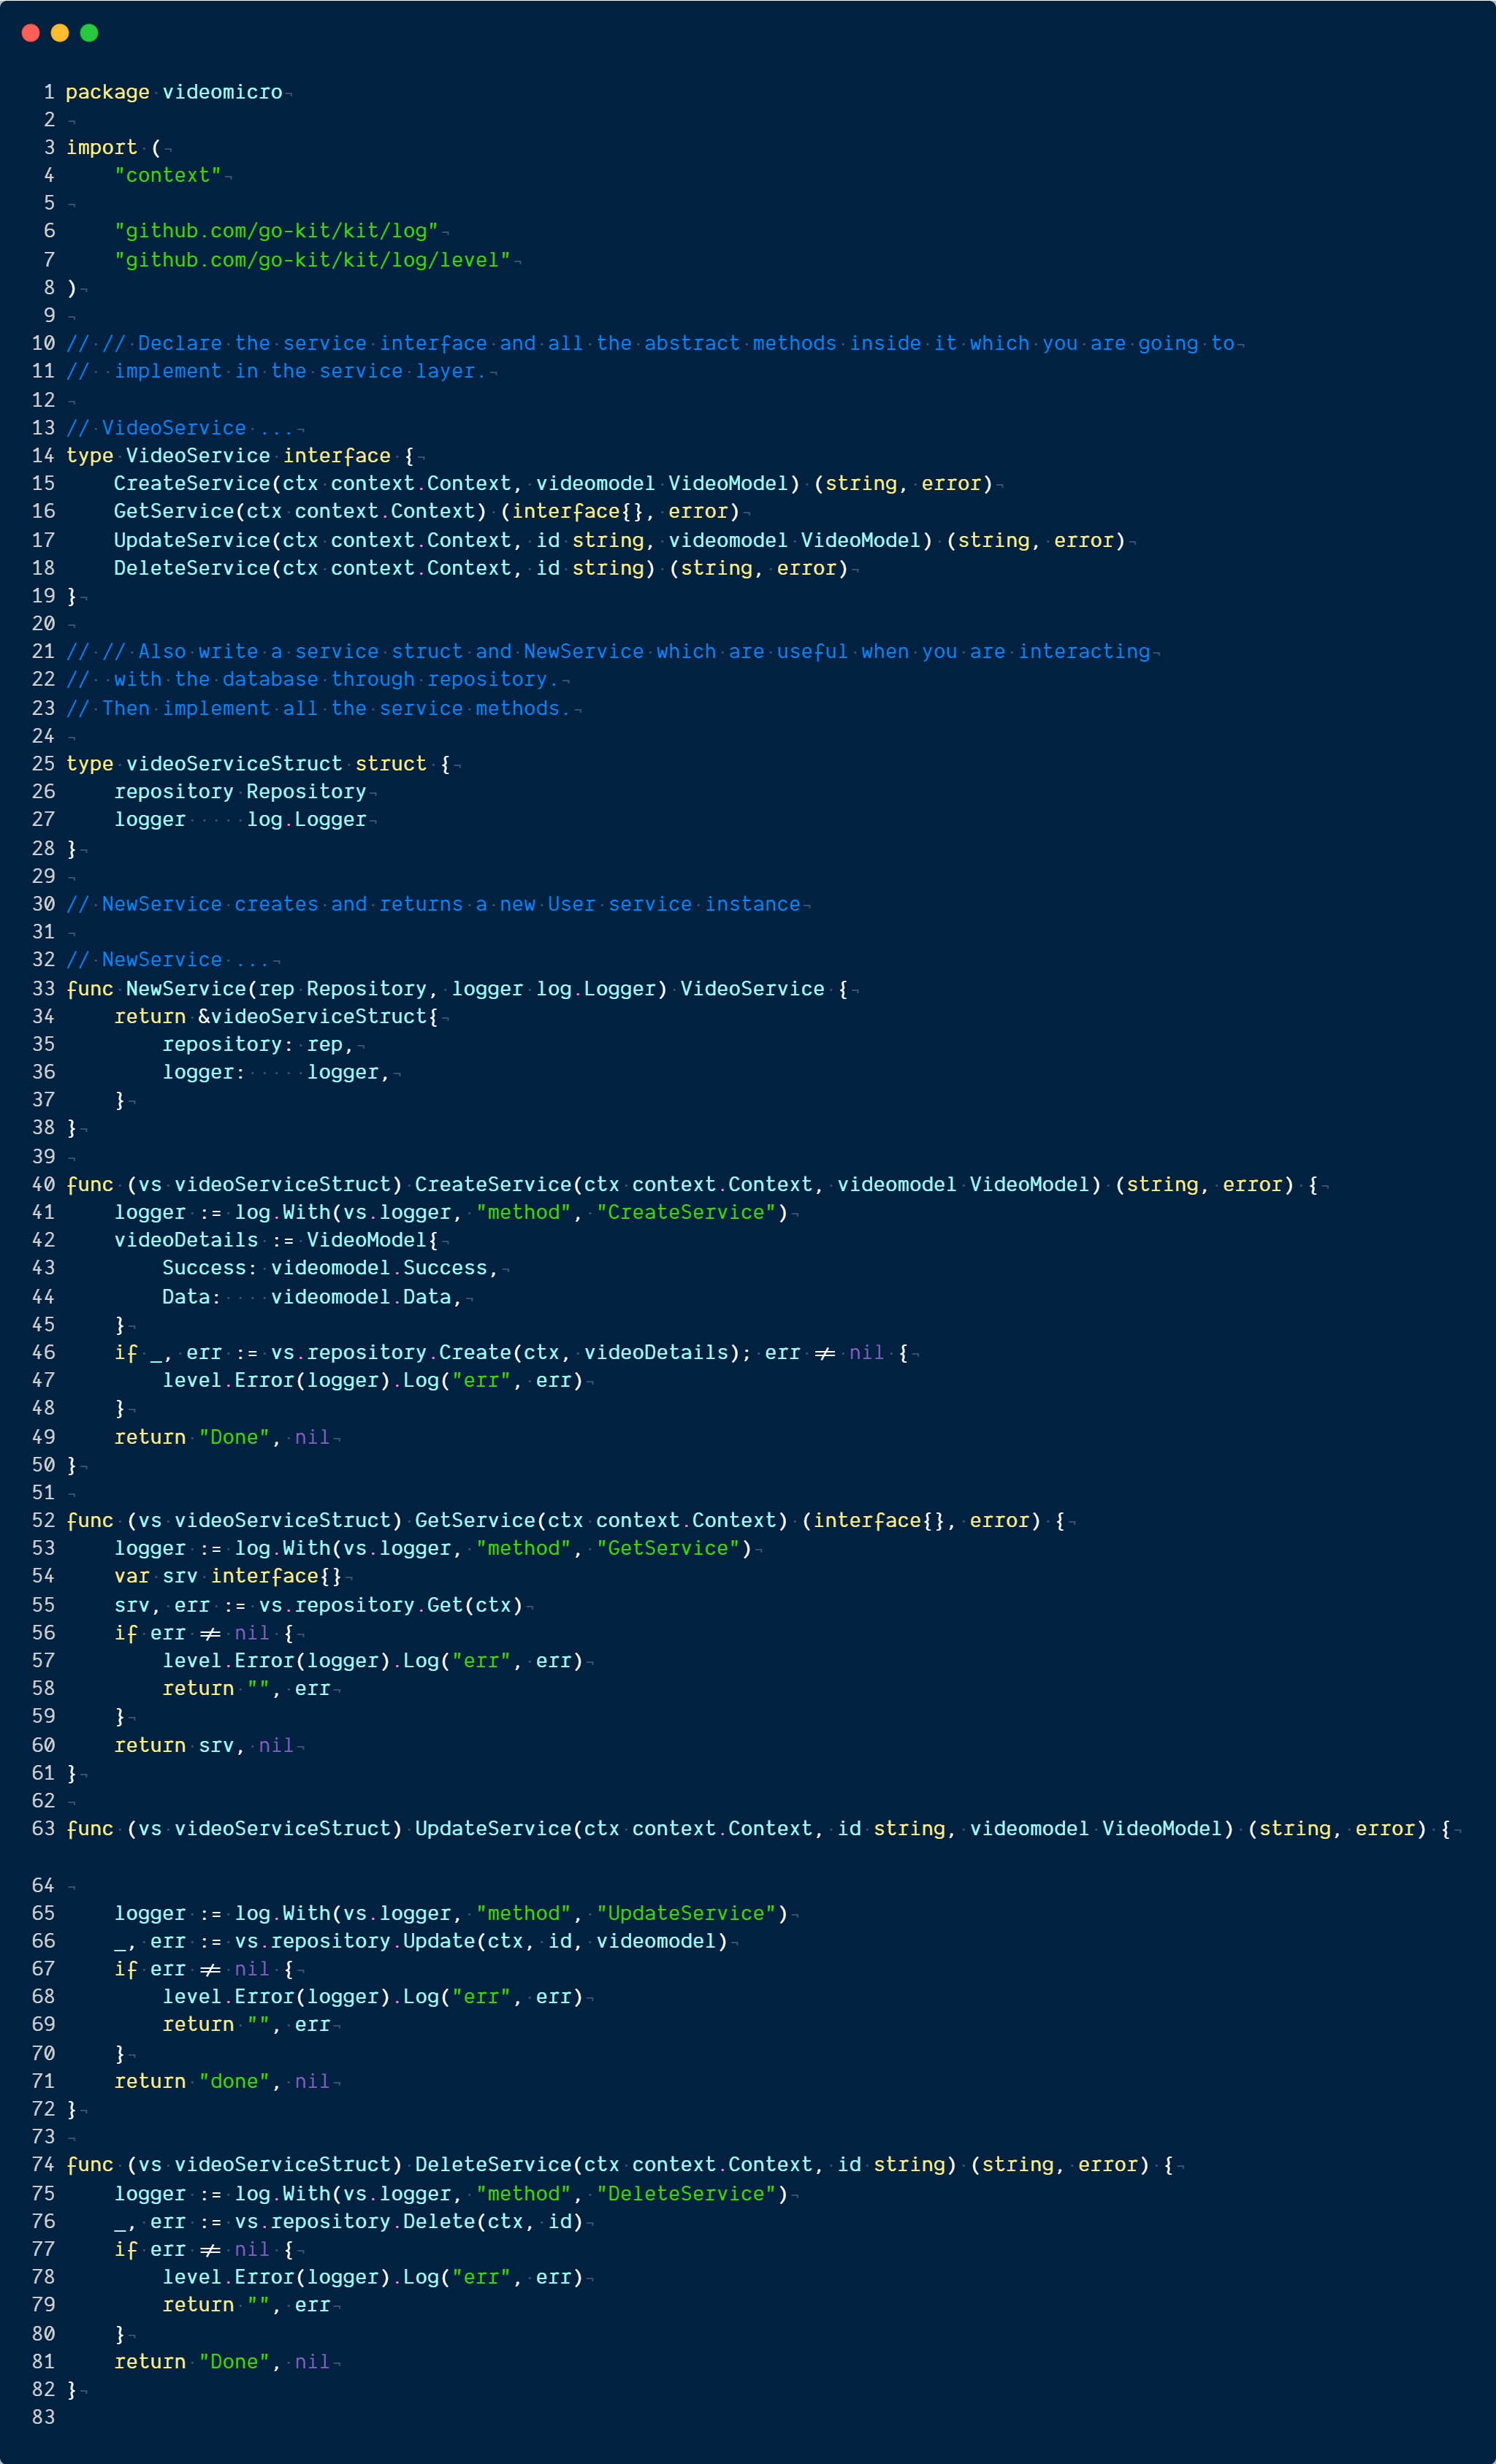 1 package videomicro
2
3 import (
4     "context"
5
6     "github.com/go-kit/kit/log"
7     "github.com/go-kit/kit/log/level"
8 )
9
10 // // Declare the service interface and all the abstract methods inside it which you are going to
11 //  implement in the service layer.
12
13 // VideoService ...
14 type VideoService interface {
15     CreateService(ctx context.Context, videomodel VideoModel) (string, error)
16     GetService(ctx context.Context) (interface{}, error)
17     UpdateService(ctx context.Context, id string, videomodel VideoModel) (string, error)
18     DeleteService(ctx context.Context, id string) (string, error)
19 }
20
21 // // Also write a service struct and NewService which are useful when you are interacting
22 //  with the database through repository.
23 // Then implement all the service methods.
24
25 type videoServiceStruct struct {
26     repository Repository
27     logger     log.Logger
28 }
29
30 // NewService creates and returns a new User service instance
31
32 // NewService ...
33 func NewService(rep Repository, logger log.Logger) VideoService {
34     return &videoServiceStruct{
35         repository: rep,
36         logger:     logger,
37     }
38 }
39
40 func (vs videoServiceStruct) CreateService(ctx context.Context, videomodel VideoModel) (string, error) {
41     logger := log.With(vs.logger, "method", "CreateService")
42     videoDetails := VideoModel{
43         Success: videomodel.Success,
44         Data:    videomodel.Data,
45     }
46     if _, err := vs.repository.Create(ctx, videoDetails); err != nil {
47         level.Error(logger).Log("err", err)
48     }
49     return "Done", nil
50 }
51
52 func (vs videoServiceStruct) GetService(ctx context.Context) (interface{}, error) {
53     logger := log.With(vs.logger, "method", "GetService")
54     var srv interface{}
55     srv, err := vs.repository.Get(ctx)
56     if err != nil {
57         level.Error(logger).Log("err", err)
58         return "", err
59     }
60     return srv, nil
61 }
62
63 func (vs videoServiceStruct) UpdateService(ctx context.Context, id string, videomodel VideoModel) (string, error) {
64
65     logger := log.With(vs.logger, "method", "UpdateService")
66     _, err := vs.repository.Update(ctx, id, videomodel)
67     if err != nil {
68         level.Error(logger).Log("err", err)
69         return "", err
70     }
71     return "done", nil
72 }
73
74 func (vs videoServiceStruct) DeleteService(ctx context.Context, id string) (string, error) {
75     logger := log.With(vs.logger, "method", "DeleteService")
76     _, err := vs.repository.Delete(ctx, id)
77     if err != nil {
78         level.Error(logger).Log("err", err)
79         return "", err
80     }
81     return "Done", nil
82 }
83